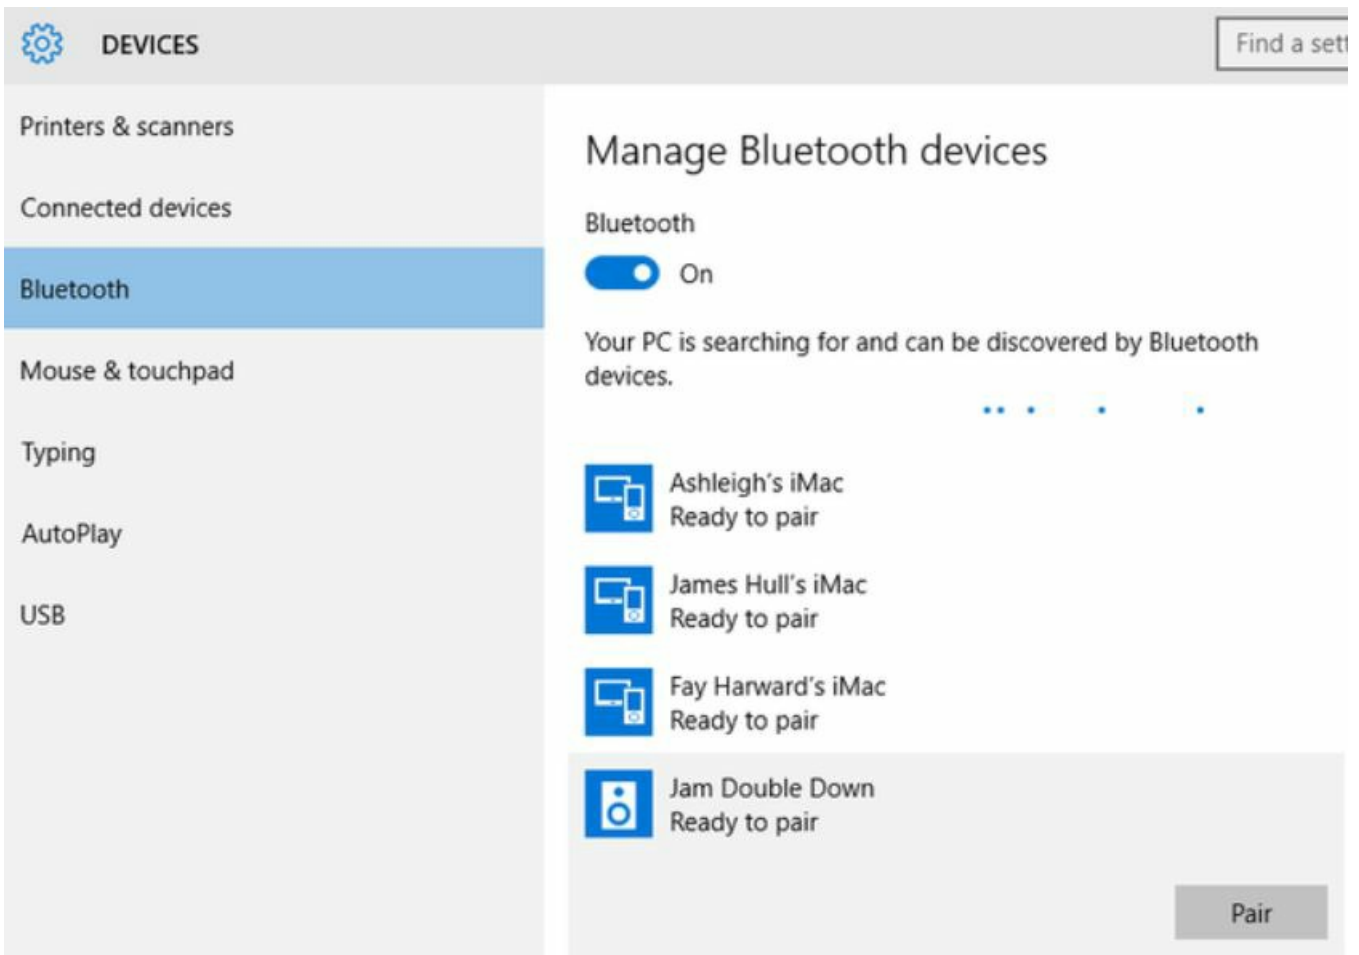 DEVICES
Find a sett
Printers & scanners
Connected devices
Bluetooth
Mouse & touchpad
Typing
AutoPlay
USB
Manage Bluetooth devices
Bluetooth
On
Your PC is searching for and can be discovered by Bluetooth
devices.
Ashleigh's iMac
Ready to pair
James Hull's iMac
Ready to pair
Fay Harward's iMac
Ready to pair
Jam Double Down
Ready to pair
Pair